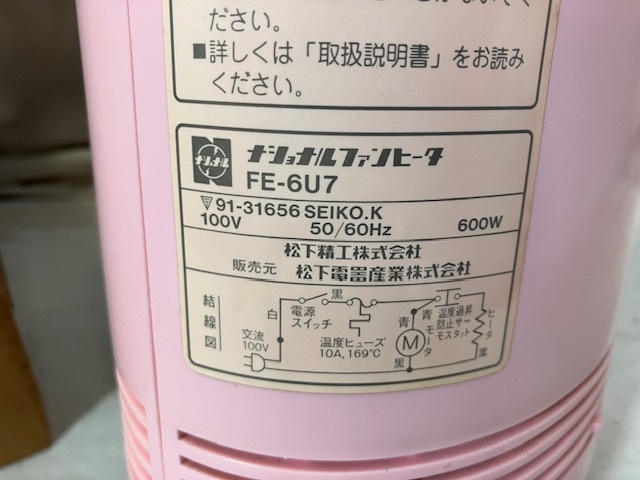 ださい。
■詳しくは「取扱説明書」をお読み
ください。
ナショナル
ナショナルファンヒータ
FE-6U7
91-31656 SEIKO.K
100V 50/60Hz 600W
松下精工株式会社
販売元 松下電器産業株式会社
結線図
交流
100V
白
電源
スイッチ
黒
温度ヒューズ
10A, 169℃
青
M
モータ
黒
青
温度過昇
防止サー
モスタット
ヒータ
黒